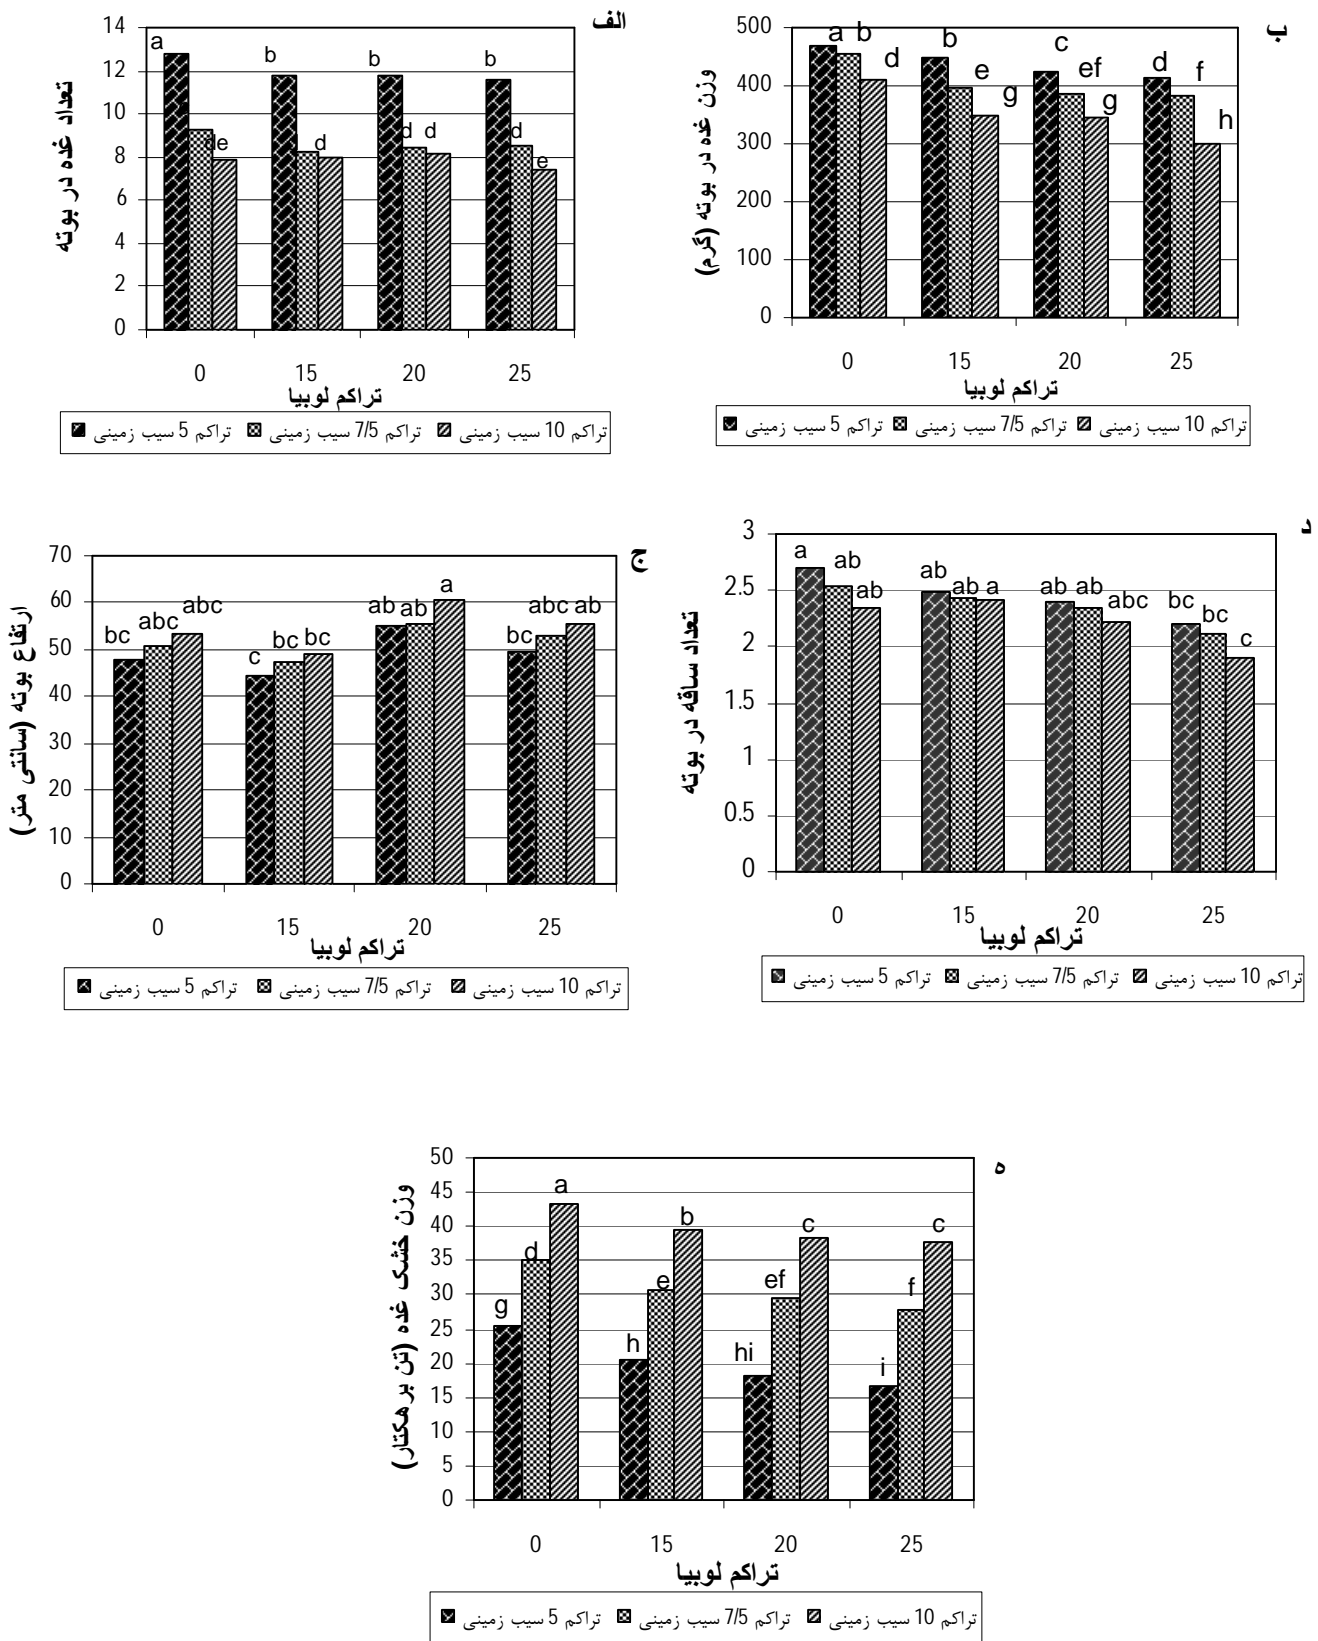 الف
تعداد غده در بوته
14
12
10
8
6
4
2
0
a
de
b
d
b
d
d
b
d
e
0
15
20
25
تراکم لوبیا
تراکم 5 سیب زمینی
تراکم 7/5 سیب زمینی
تراکم 10 سیب زمینی
ب
وزن غده در بوته (گرم)
500
400
300
200
100
0
a
b
d
b
e
g
c
ef
g
d
f
h
0
15
20
25
تراکم لوبیا
تراکم 5 سیب زمینی
تراکم 7/5 سیب زمینی
تراکم 10 سیب زمینی
ج
ارتفاع بوته (سانتی متر)
70
60
50
40
30
20
10
0
bc
abc
abc
c
bc
bc
ab
ab
a
bc
abc
ab
0
15
20
25
تراکم لوبیا
تراکم 5 سیب زمینی
تراکم 7/5 سیب زمینی
تراکم 10 سیب زمینی
د
تعداد ساقه در بوته
3
2.5
2
1.5
1
0.5
0
a
ab
ab
ab
ab
a
ab
ab
abc
bc
bc
c
0
15
20
25
تراکم لوبیا
تراکم 5 سیب زمینی
تراکم 7/5 سیب زمینی
تراکم 10 سیب زمینی
ه
وزن خشک غده (تن برهکتار)
50
45
40
35
30
25
20
15
10
5
0
g
d
a
h
e
b
hi
ef
c
i
f
c
0
15
20
25
تراکم لوبیا
تراکم 5 سیب زمینی
تراکم 7/5 سیب زمینی
تراکم 10 سیب زمینی